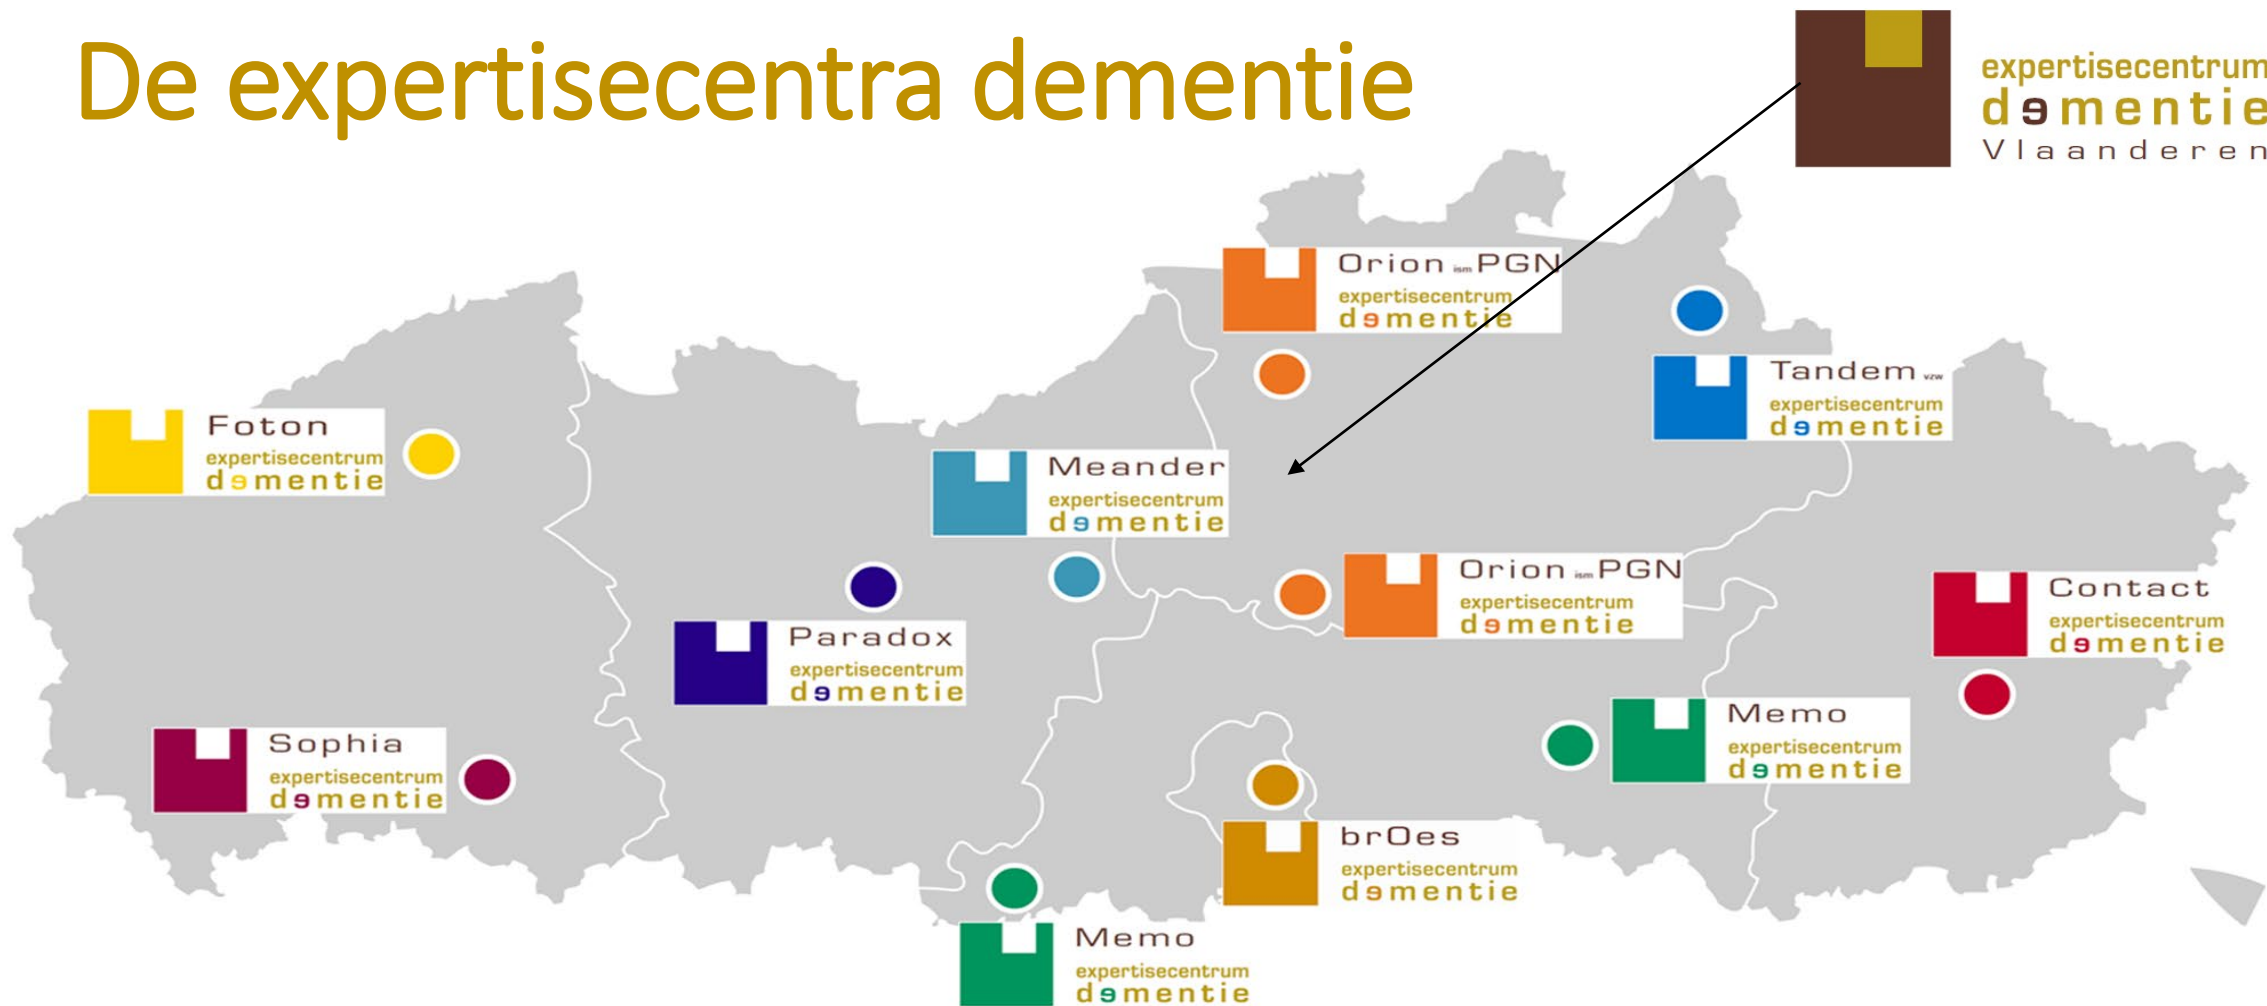 De expertisecentra dementie
expertisecentrum
dementie
Vlaanderen
Orion ism PGN
expertisecentrum
dementie
Tandem vzw
expertisecentrum
dementie
Foton
expertisecentrum
dementie
Meander
expertisecentrum
dementie
Orion ism PGN
expertisecentrum
dementie
Contact
expertisecentrum
dementie
Paradox
expertisecentrum
dementie
Memo
expertisecentrum
dementie
Sophia
expertisecentrum
dementie
brOes
expertisecentrum
dementie
Memo
expertisecentrum
dementie